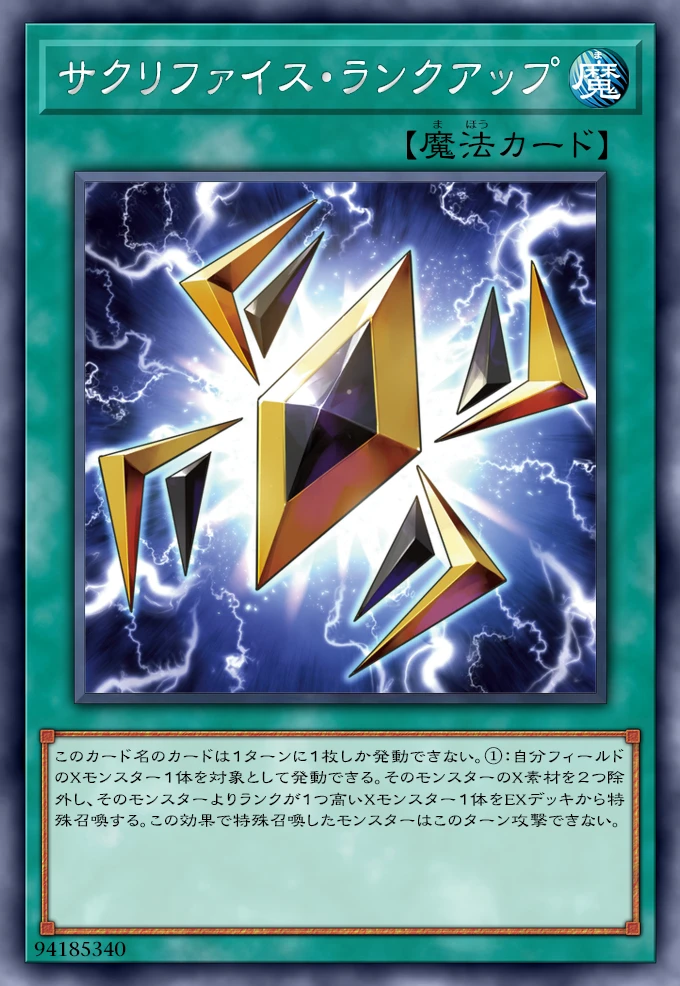 サクリファイス・ランクアップ 魔
【魔法カード】
このカード名のカードは1ターンに1枚しか発動できない。①:自分フィールド
のXモンスター1体を対象として発動できる。そのモンスターのX素材を2つ除
外し、そのモンスターよりランクが1つ高いXモンスター1体をEXデッキから特
殊召喚する。この効果で特殊召喚したモンスターはこのターン攻撃できない。
94185340